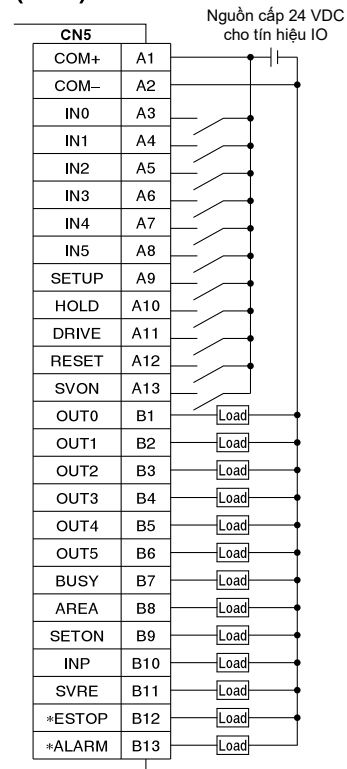 Nguồn cấp 24 VDC
cho tín hiệu IO
CN5
COM+ A1
COM– A2
IN0 A3
IN1 A4
IN2 A5
IN3 A6
IN4 A7
IN5 A8
SETUP A9
HOLD A10
DRIVE A11
RESET A12
SVON A13
OUT0 B1 Load
OUT1 B2 Load
OUT2 B3 Load
OUT3 B4 Load
OUT4 B5 Load
OUT5 B6 Load
BUSY B7 Load
AREA B8 Load
SETON B9 Load
INP B10 Load
SVRE B11 Load
*ESTOP B12 Load
*ALARM B13 Load